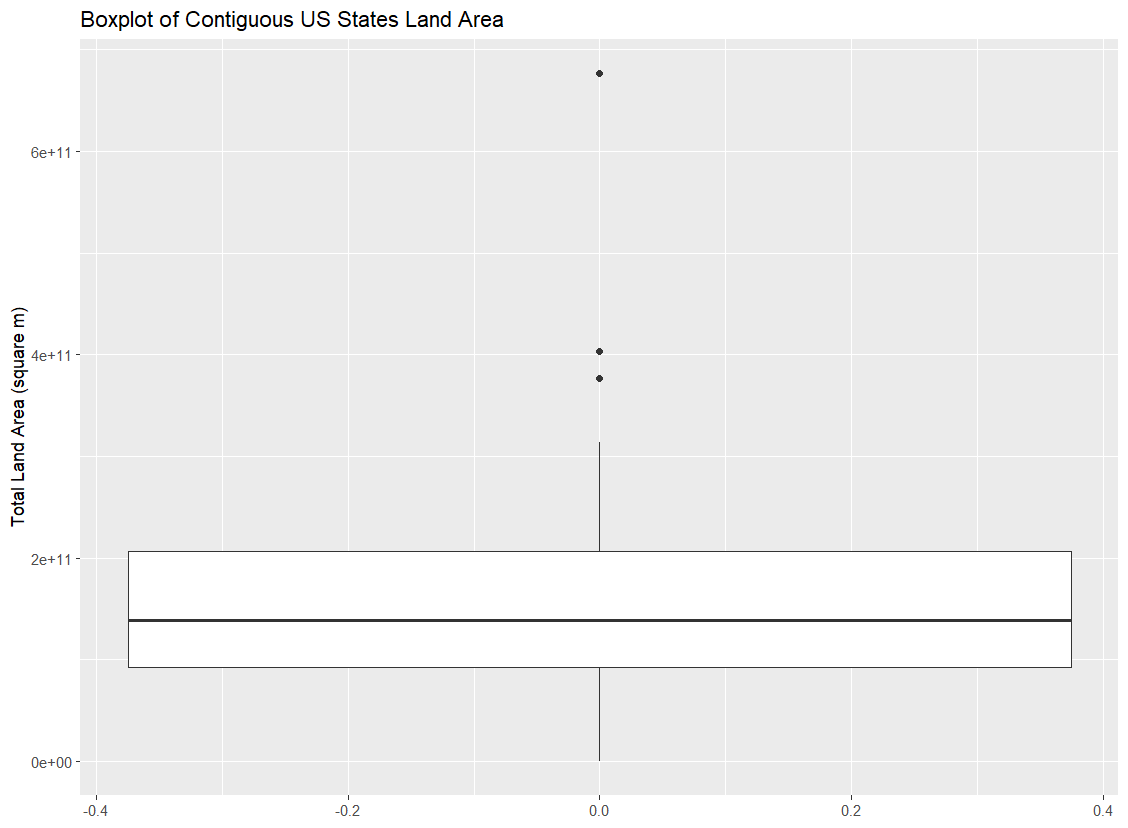 Boxplot of Contiguous US States Land Area
Total Land Area (square m)
6e+11
4e+11
2e+11
0e+00
-0.4
-0.2
0.0
0.2
0.4